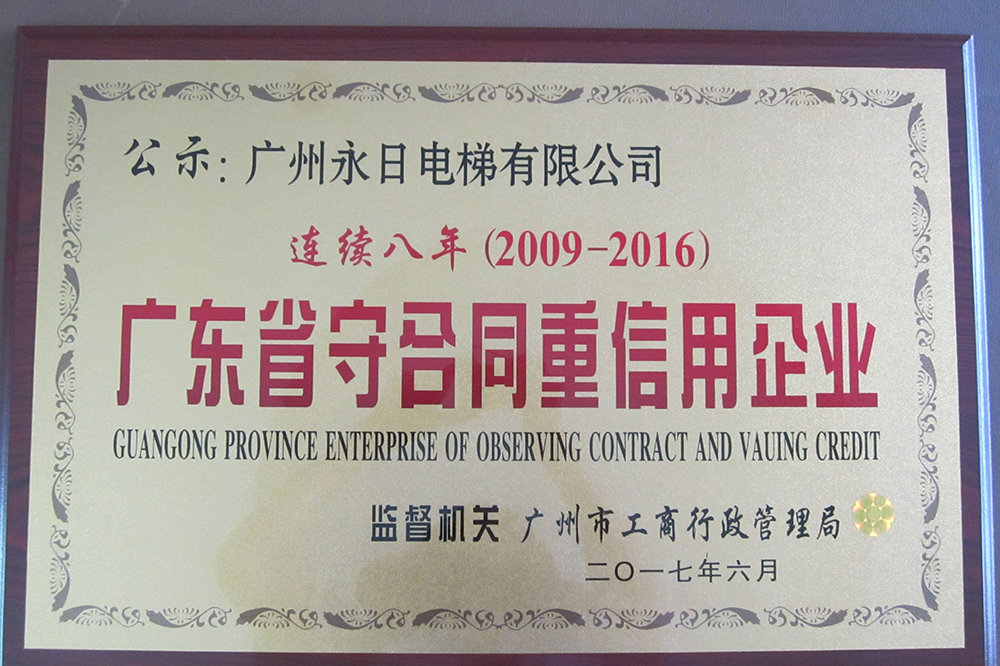 公示：广州永日电梯有限公司
连续八年(2009-2016)
广东省守合同重信用企业
GUANGONG PROVINCE ENTERPRISE OF OBSERVING CONTRACT AND VAUING CREDIT
监督机关 广州市工商行政管理局
二〇一七年六月